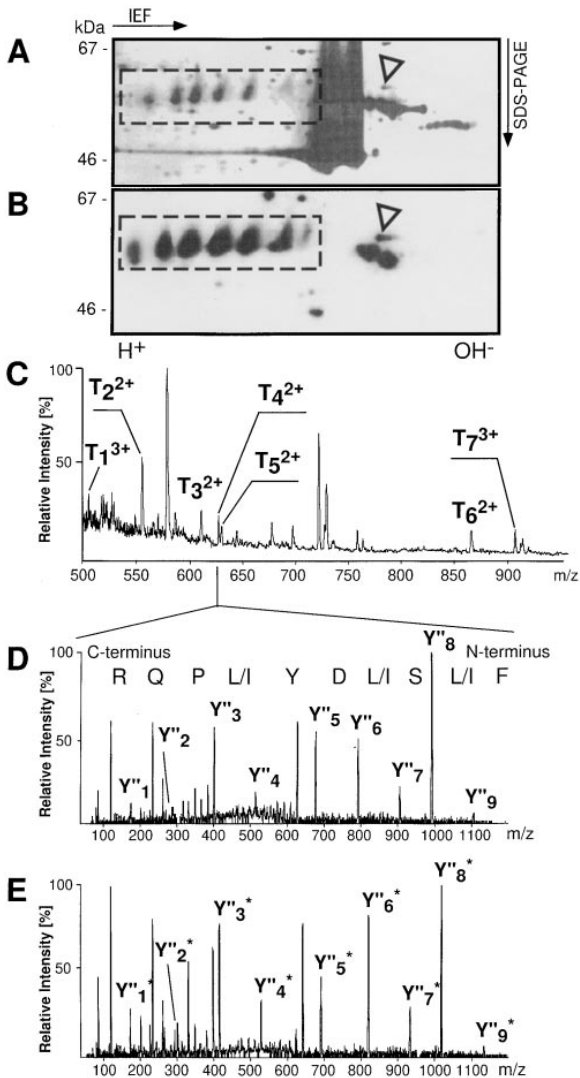 IEF
kDa
A
67 -
46 -
SDS-PAGE
B
67 -
46 -
H+
OH-
C
Relative Intensity [%]
100
50
T₁³⁺
T₂²⁺
T₃²⁺
T₄²⁺
T₅²⁺
T₆²⁺
T₇³⁺
500 550 600 650 700 750 800 850 900 m/z
D
Relative Intensity [%]
100
50
C-terminus
N-terminus
R Q P L/I Y D L/I S L/I F
Y"₁
Y"₂
Y"₃
Y"₄
Y"₅
Y"₆
Y"₇
Y"₈
Y"₉
100 200 300 400 500 600 700 800 900 1000 1100 m/z
E
Relative Intensity [%]
100
50
Y"₁*
Y"₂*
Y"₃*
Y"₄*
Y"₅*
Y"₆*
Y"₇*
Y"₈*
Y"₉*
100 200 300 400 500 600 700 800 900 1000 1100 m/z